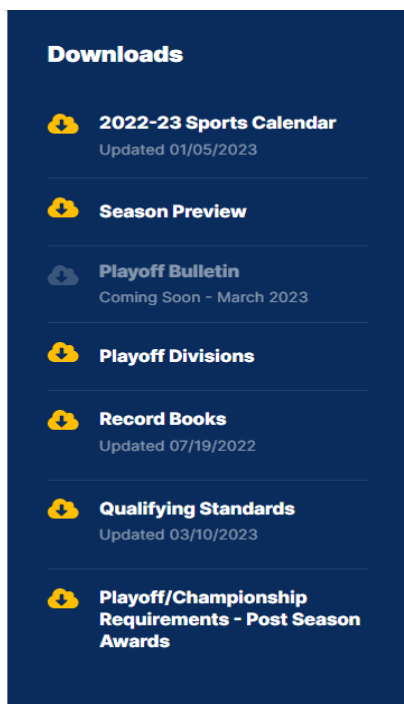 Downloads
2022-23 Sports Calendar
Updated 01/05/2023
Season Preview
Playoff Bulletin
Coming Soon - March 2023
Playoff Divisions
Record Books
Updated 07/19/2022
Qualifying Standards
Updated 03/10/2023
Playoff/Championship
Requirements - Post Season
Awards